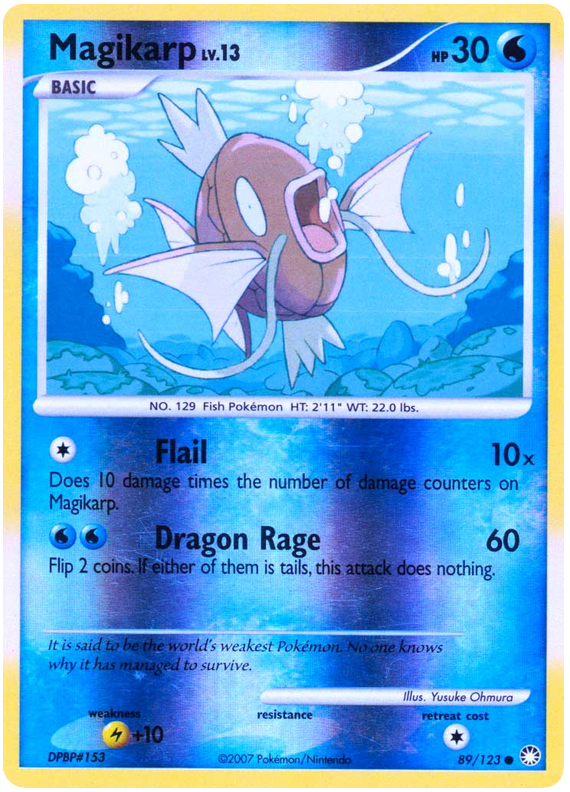 Magikarp LV.13 HP 30
BASIC
NO. 129 Fish Pokémon HT: 2'11" WT: 22.0 lbs.
Flail 10x
Does 10 damage times the number of damage counters on
Magikarp.
Dragon Rage 60
Flip 2 coins. If either of them is tails, this attack does nothing.
It is said to be the world's weakest Pokémon. No one knows
why it has managed to survive.
Illus. Yusuke Ohmura
weakness resistance retreat cost
+10
DPBP#153 ©2007 Pokémon/Nintendo 89/123